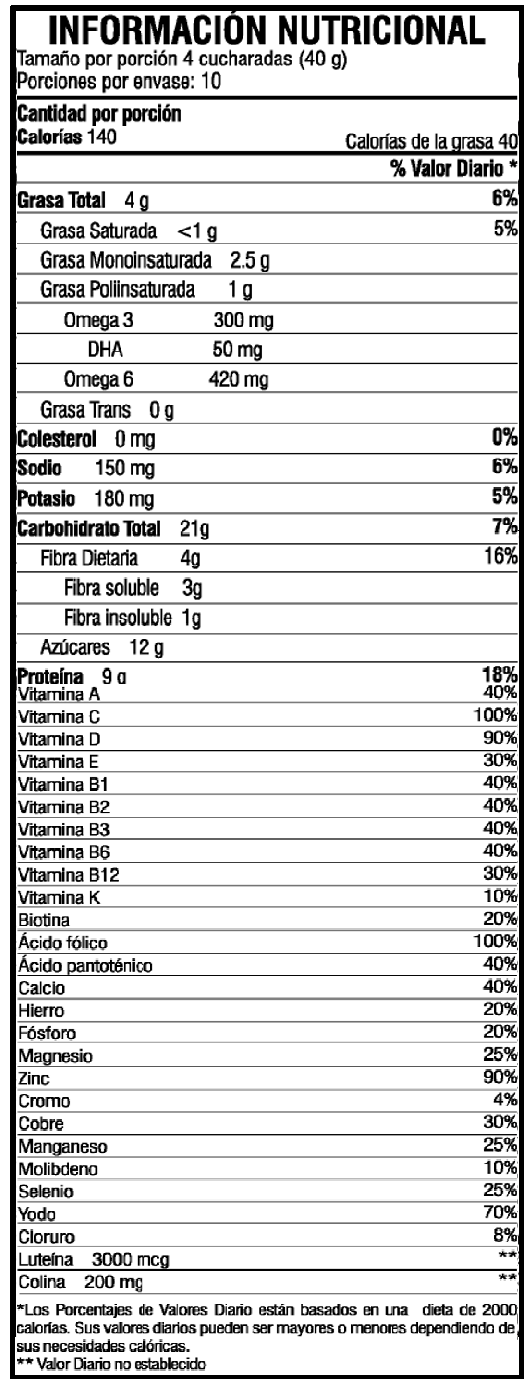 INFORMACIÓN NUTRICIONAL
Tamaño por porción 4 cucharadas (40 g)
Porciones por envase: 10
Cantidad por porción
Calorías 140 Calorías de la grasa 40
% Valor Diario *
Grasa Total 4 g 6%
Grasa Saturada <1 g 5%
Grasa Monoinsaturada 2.5 g
Grasa Poliinsaturada 1 g
Omega 3 300 mg
DHA 50 mg
Omega 6 420 mg
Grasa Trans 0 g
Colesterol 0 mg 0%
Sodio 150 mg 6%
Potasio 180 mg 5%
Carbohidrato Total 21g 7%
Fibra Dietaria 4g 16%
Fibra soluble 3g
Fibra insoluble 1g
Azúcares 12 g
Proteína 9 g 18%
Vitamina A 40%
Vitamina C 100%
Vitamina D 90%
Vitamina E 30%
Vitamina B1 40%
Vitamina B2 40%
Vitamina B3 40%
Vitamina B6 40%
Vitamina B12 30%
Vitamina K 10%
Biotina 20%
Ácido fólico 100%
Ácido pantoténico 40%
Calcio 40%
Hierro 20%
Fósforo 20%
Magnesio 25%
Zinc 90%
Cromo 4%
Cobre 30%
Manganeso 25%
Molibdeno 10%
Selenio 25%
Yodo 70%
Cloruro 8%
Luteína 3000 mcg **
Colina 200 mg **
*Los Porcentajes de Valores Diario están basados en una dieta de 2000
calorías. Sus valores diarios pueden ser mayores o menores dependiendo de
sus necesidades calóricas.
** Valor Diario no establecido